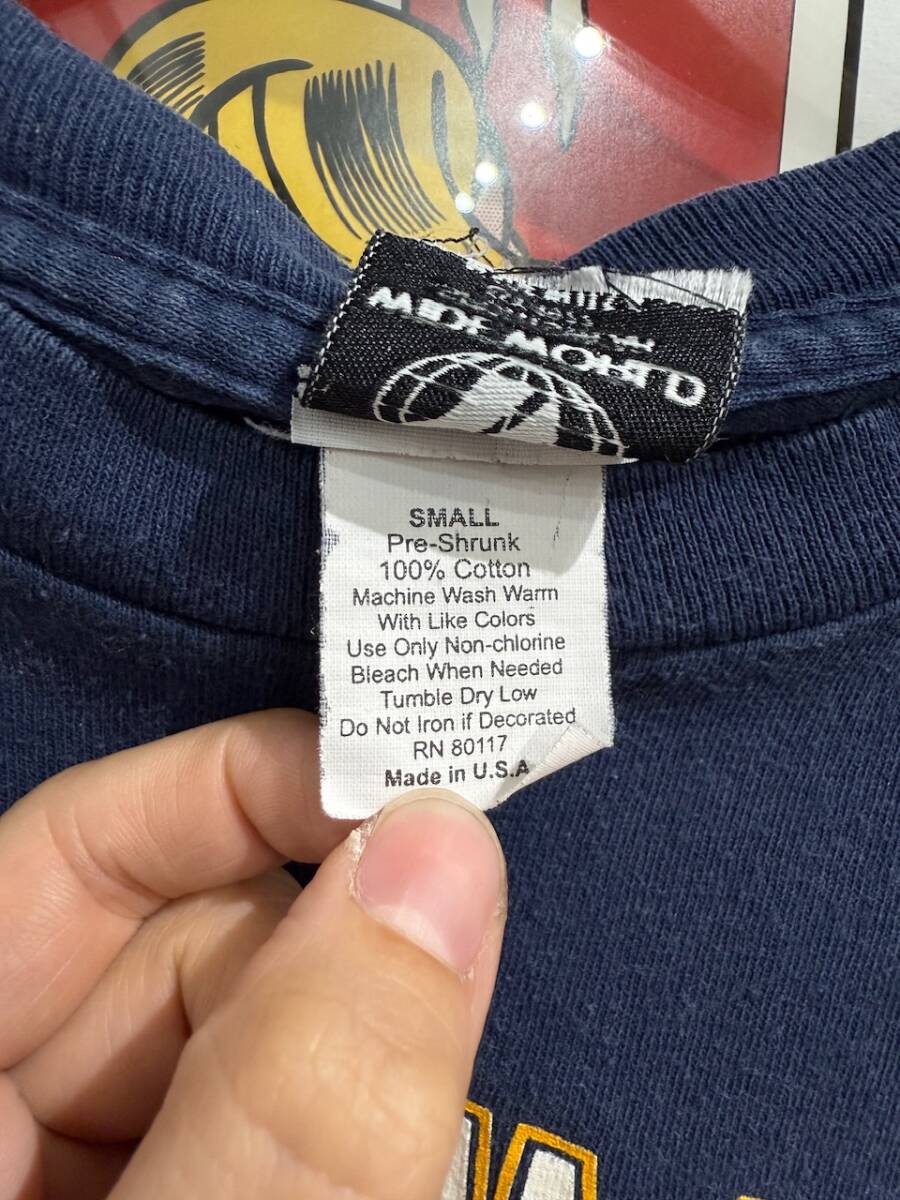 SMALL
Pre-Shrunk
100% Cotton
Machine Wash Warm
With Like Colors
Use Only Non-chlorine
Bleach When Needed
Tumble Dry Low
Do Not Iron if Decorated
RN 80117
Made in U.S.A